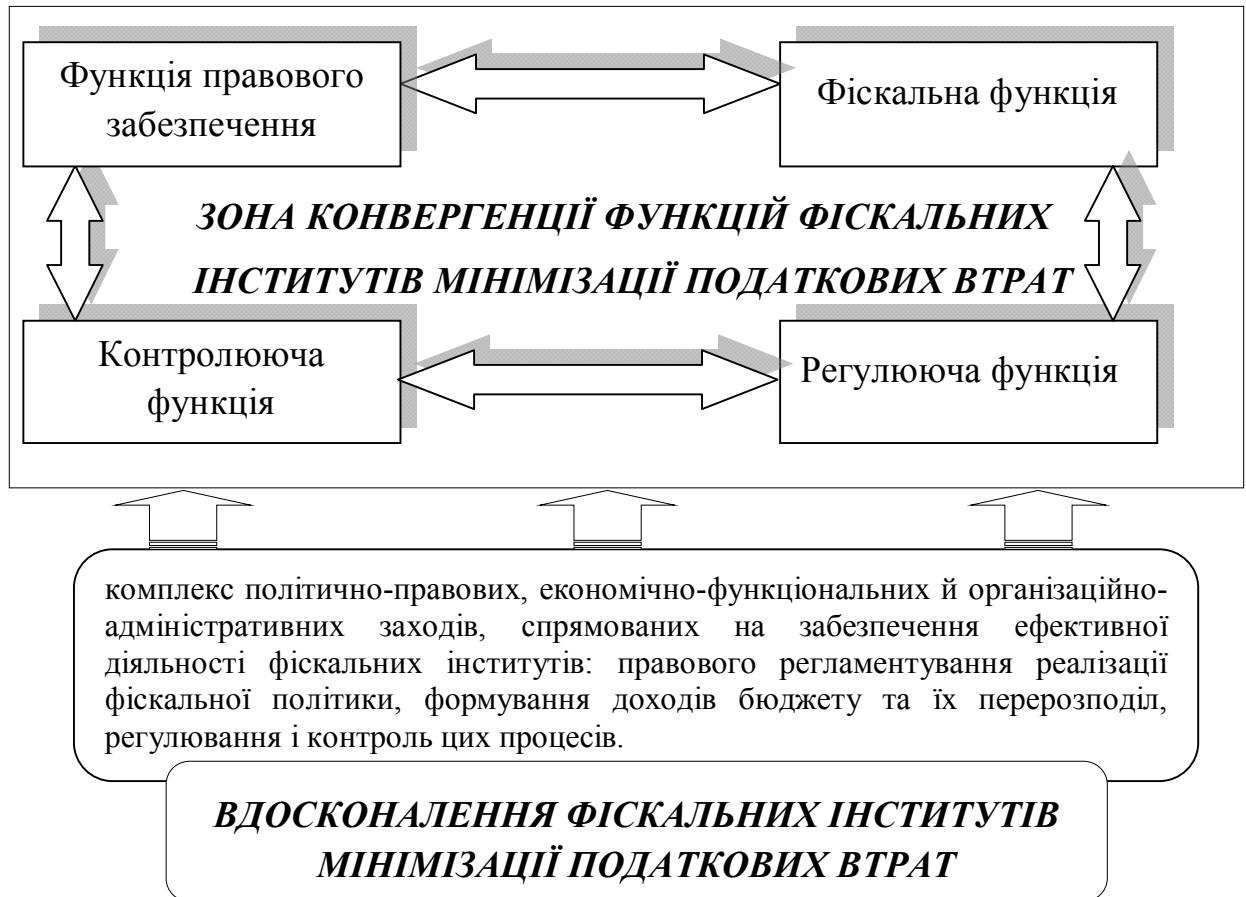 Функція правового
забезпечення
Фіскальна функція
ЗОНА КОНВЕРГЕНЦІЇ ФУНКЦІЙ ФІСКАЛЬНИХ
ІНСТИТУТІВ МІНІМІЗАЦІЇ ПОДАТКОВИХ ВТРАТ
Контролююча
функція
Регулююча функція
комплекс політично-правових, економічно-функціональних й організаційно-
адміністративних заходів, спрямованих на забезпечення ефективної
діяльності фіскальних інститутів: правового регламентування реалізації
фіскальної політики, формування доходів бюджету та їх перерозподіл,
регулювання і контроль цих процесів.
ВДОСКОНАЛЕННЯ ФІСКАЛЬНИХ ІНСТИТУТІВ
МІНІМІЗАЦІЇ ПОДАТКОВИХ ВТРАТ